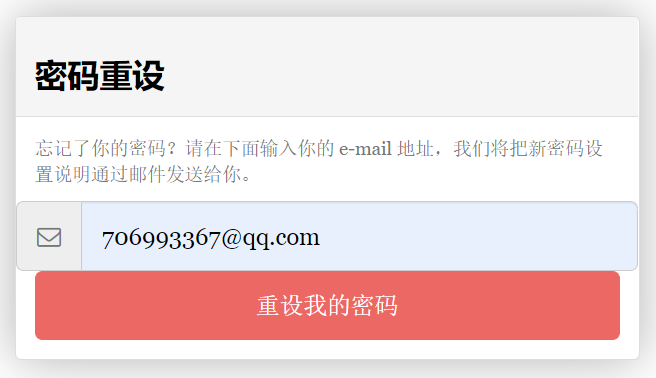 密码重设
忘记了你的密码？请在下面输入你的 e-mail 地址，我们将把新密码设
置说明通过邮件发送给你。
706993367@qq.com
重设我的密码